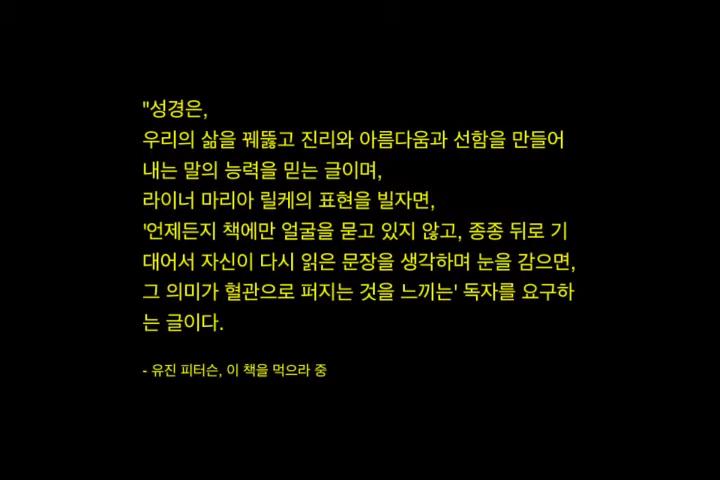 "성경은,
우리의 삶을 꿰뚫고 진리와 아름다움과 선함을 만들어
내는 말의 능력을 믿는 글이며,
라이너 마리아 릴케의 표현을 빌자면,
'언제든지 책에만 얼굴을 묻고 있지 않고, 종종 뒤로 기
대어서 자신이 다시 읽은 문장을 생각하며 눈을 감으면,
그 의미가 혈관으로 퍼지는 것을 느끼는' 독자를 요구하
는 글이다.
- 유진 피터슨, 이 책을 먹으라 중